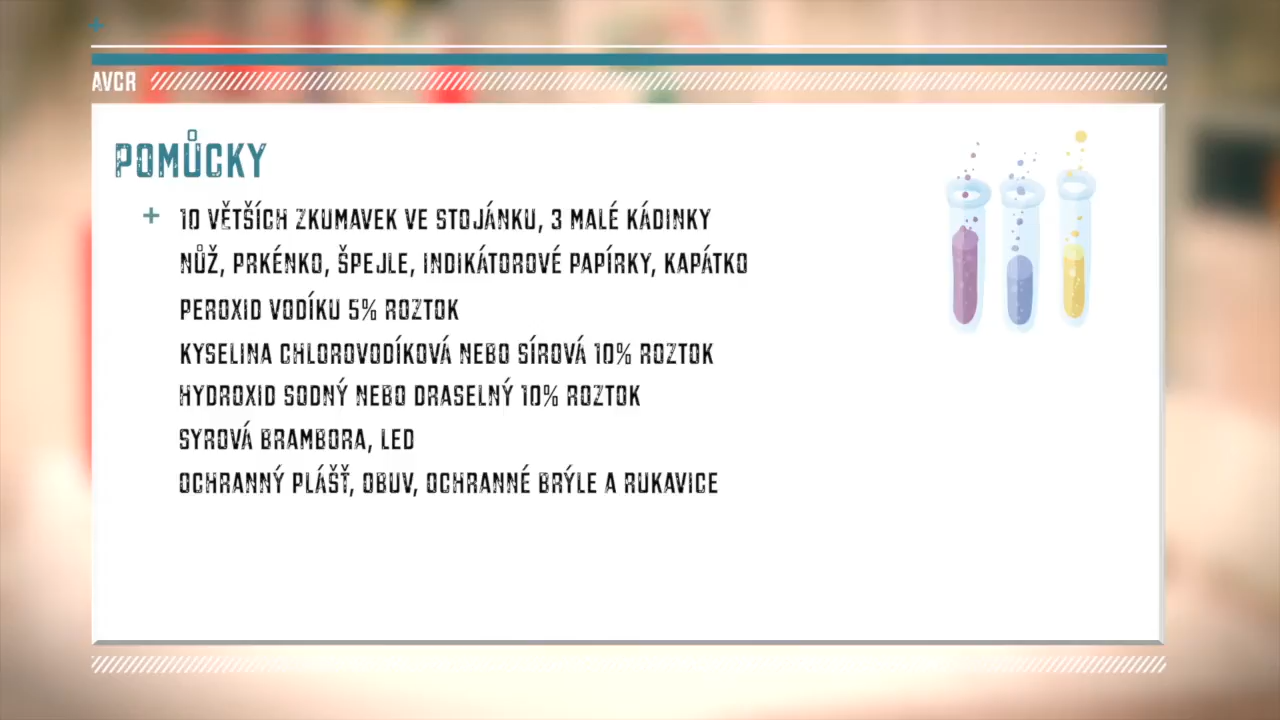 AVCR
POMŮCKY
+ 10 VĚTŠÍCH ZKUMAVEK VE STOJÁNKU, 3 MALÉ KÁDINKY
NŮŽ, PRKÉNKO, ŠPEJLE, INDIKÁTOROVÉ PAPÍRKY, KAPÁTKO
PEROXID VODÍKU 5% ROZTOK
KYSELINA CHLOROVODÍKOVÁ NEBO SÍROVÁ 10% ROZTOK
HYDROXID SODNÝ NEBO DRASELNÝ 10% ROZTOK
SYROVÁ BRAMBORA, LED
OCHRANNÝ PLÁŠŤ, OBUV, OCHRANNÉ BRÝLE A RUKAVICE